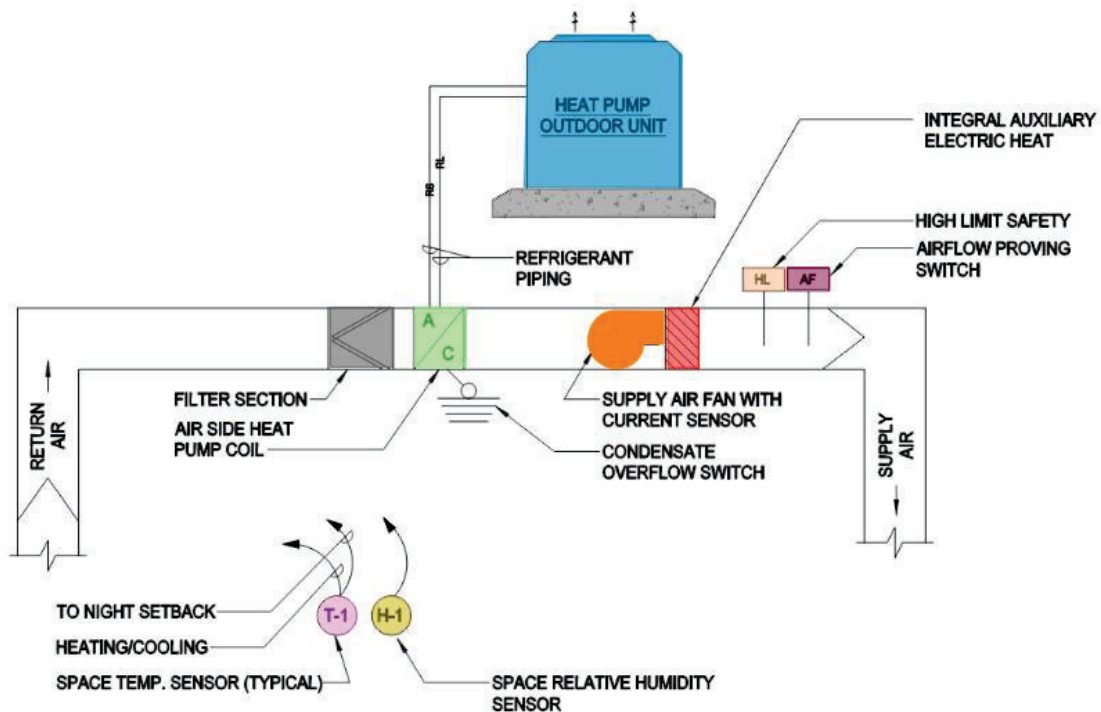 HEAT PUMP
OUTDOOR UNIT
INTEGRAL AUXILIARY
ELECTRIC HEAT
RS
RL
HIGH LIMIT SAFETY
AIRFLOW PROVING
SWITCH
REFRIGERANT
PIPING
HL
AF
A
C
FILTER SECTION
AIR SIDE HEAT
PUMP COIL
SUPPLY AIR FAN WITH
CURRENT SENSOR
CONDENSATE
OVERFLOW SWITCH
RETURN
AIR
SUPPLY
AIR
TO NIGHT SETBACK
HEATING/COOLING
SPACE TEMP. SENSOR (TYPICAL)
T-1
H-1
SPACE RELATIVE HUMIDITY
SENSOR